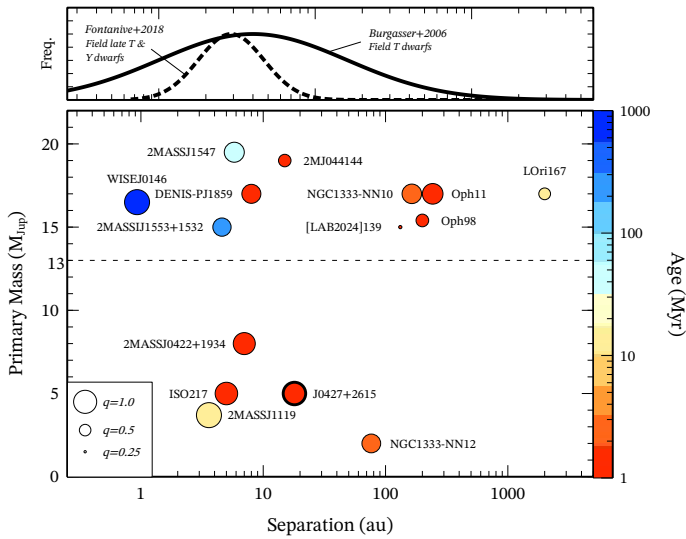 Freq.
Fontanive+2018
Field late T &
Y dwarfs
Burgasser+2006
Field T dwarfs
Primary Mass (MJup)
20
15
13
10
5
0
2MASSJ1547
2MJ044144
WISEJ0146
DENIS-PJ1859
NGC1333-NN10
Oph11
LOri167
2MASSIJ1553+1532
[LAB2024]139
Oph98
2MASSJ0422+1934
ISO217
J0427+2615
2MASSJ1119
NGC1333-NN12
q=1.0
q=0.5
q=0.25
1
10
100
1000
Separation (au)
1000
100
10
1
Age (Myr)